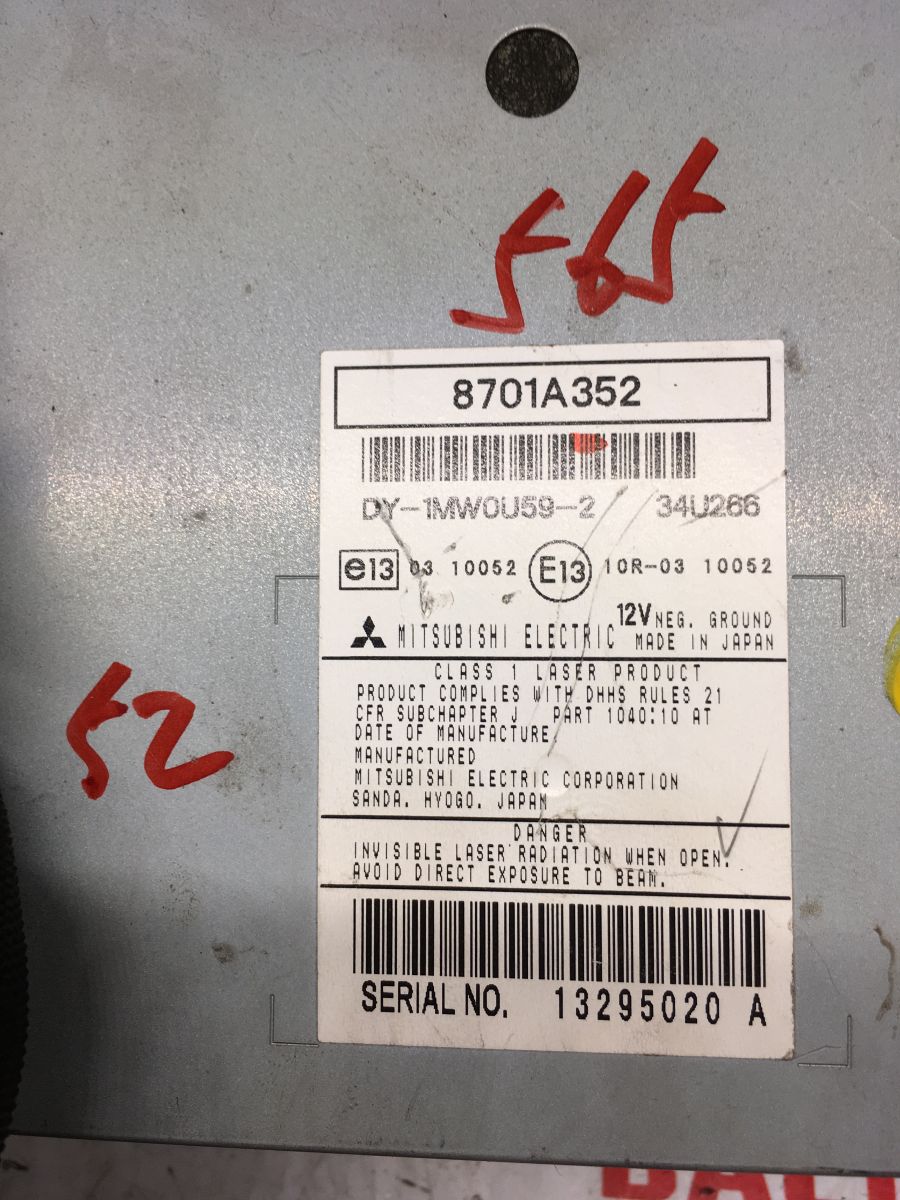 565
8701A352
DY-1MW0U59-2 34U266
e13 03 10052 E13 10R-03 10052
MITSUBISHI ELECTRIC 12V NEG. GROUND
MADE IN JAPAN
52
CLASS 1 LASER PRODUCT
PRODUCT COMPLIES WITH DHHS RULES 21
CFR SUBCHAPTER J PART 1040:10 AT
DATE OF MANUFACTURE.
MANUFACTURED
MITSUBISHI ELECTRIC CORPORATION
SANDA. HYOGO. JAPAN
DANGER
INVISIBLE LASER RADIATION WHEN OPEN.
AVOID DIRECT EXPOSURE TO BEAM.
SERIAL NO. 13295020 A